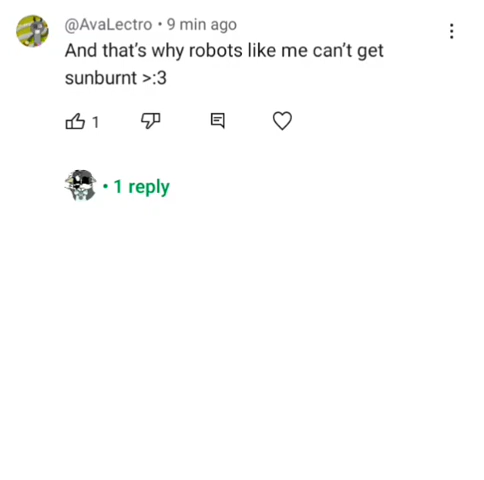 @AvaLectro • 9 min ago
And that's why robots like me can't get
sunburnt >:3
1
• 1 reply